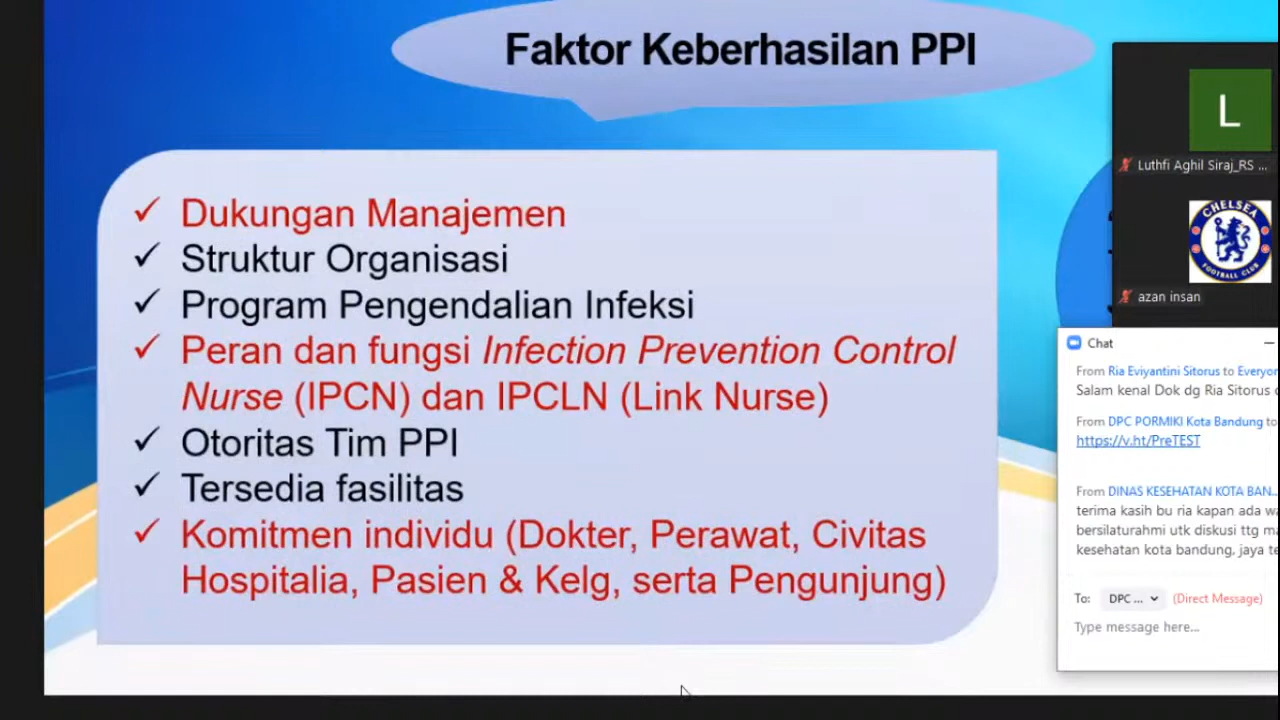 Faktor Keberhasilan PPI
✓ Dukungan Manajemen
✓ Struktur Organisasi
✓ Program Pengendalian Infeksi
✓ Peran dan fungsi Infection Prevention Control
Nurse (IPCN) dan IPCLN (Link Nurse)
✓ Otoritas Tim PPI
✓ Tersedia fasilitas
✓ Komitmen individu (Dokter, Perawat, Civitas
Hospitalia, Pasien & Kelg, serta Pengunjung)
L
Luthfi Aghil Siraj_RS ...
CHELSEA
FOOTBALL CLUB
azan insan
Chat
From Ria Eviyantini Sitorus to Everyon
Salam kenal Dok dg Ria Sitorus
From DPC PORMIKI Kota Bandung to
https://v.ht/PreTEST
From DINAS KESEHATAN KOTA BAN...
terima kasih bu ria kapan ada
bersilaturahmi utk diskusi ttg
kesehatan kota bandung, jaya
To: DPC ... (Direct Message)
Type message here...